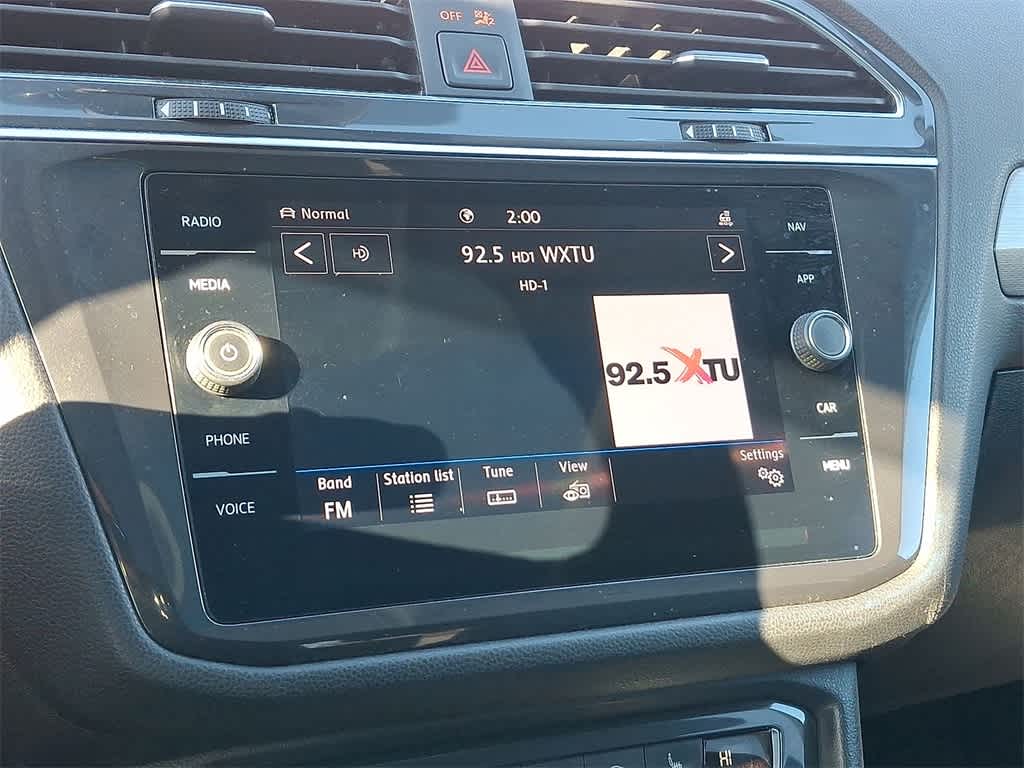 OFF
Normal 2:00
RADIO
MEDIA
PHONE
VOICE
92.5 HD1 WXTU
HD-1
92.5 XTU
Band
FM
Station list
Tune
View
Settings
NAV
APP
CAR
MENU
HI